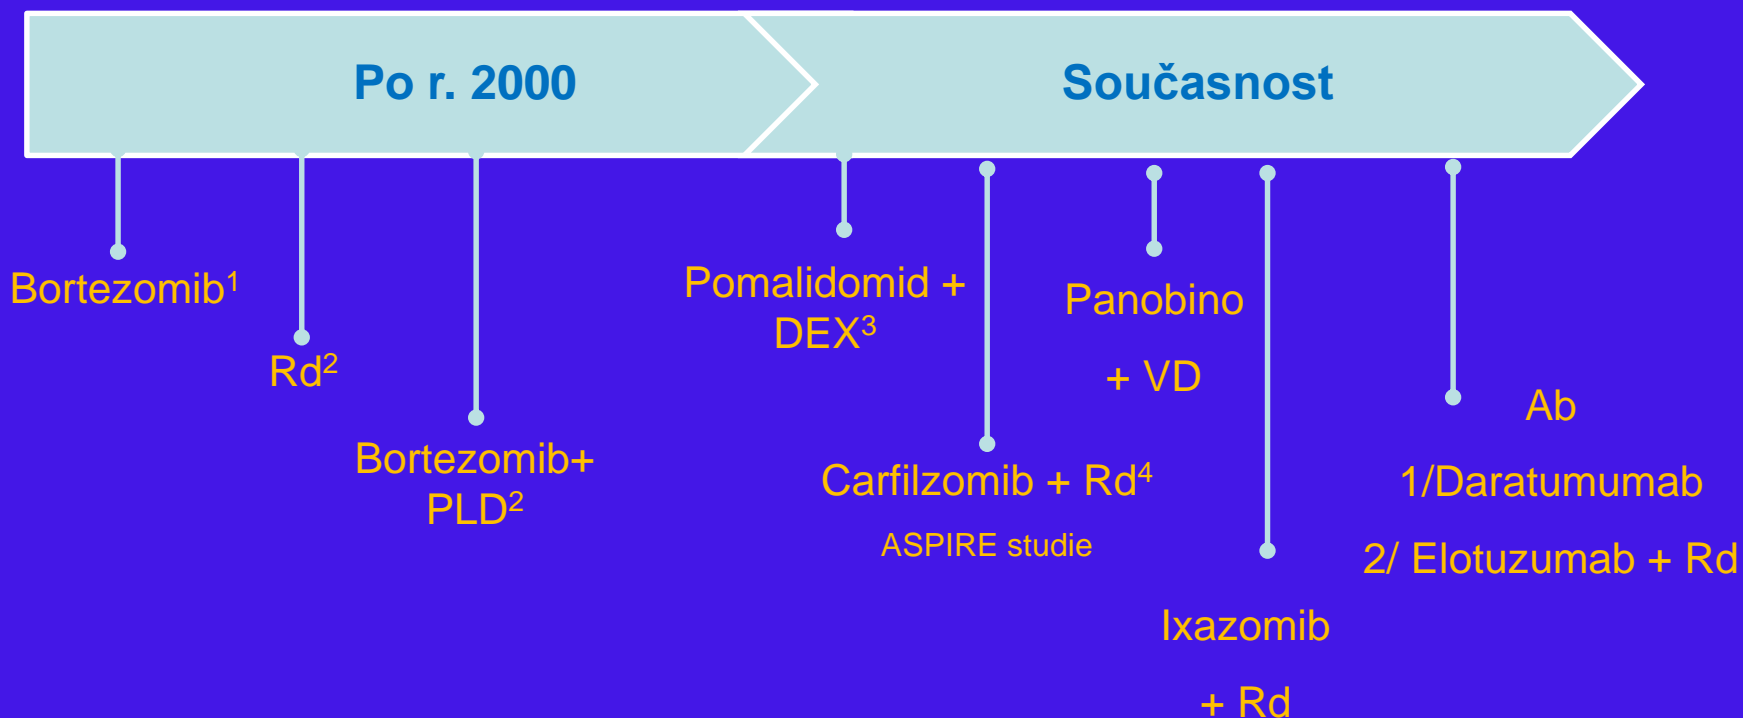 Po r. 2000
Současnost
Bortezomib¹
Rd²
Bortezomib+
PLD²
Pomalidomid +
DEX³
Carfilzomib + Rd⁴
ASPIRE studie
Panobino
+ VD
Ixazomib
+ Rd
Ab
1/Daratumumab
2/ Elotuzumab + Rd